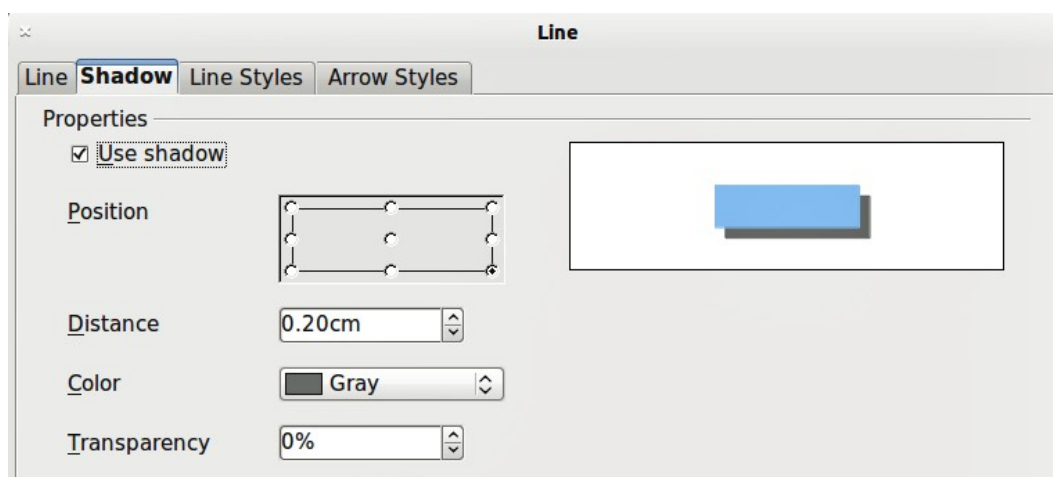 Line
Line Shadow Line Styles Arrow Styles
Properties
Use shadow
Position
Distance 0.20cm
Color Gray
Transparency 0%